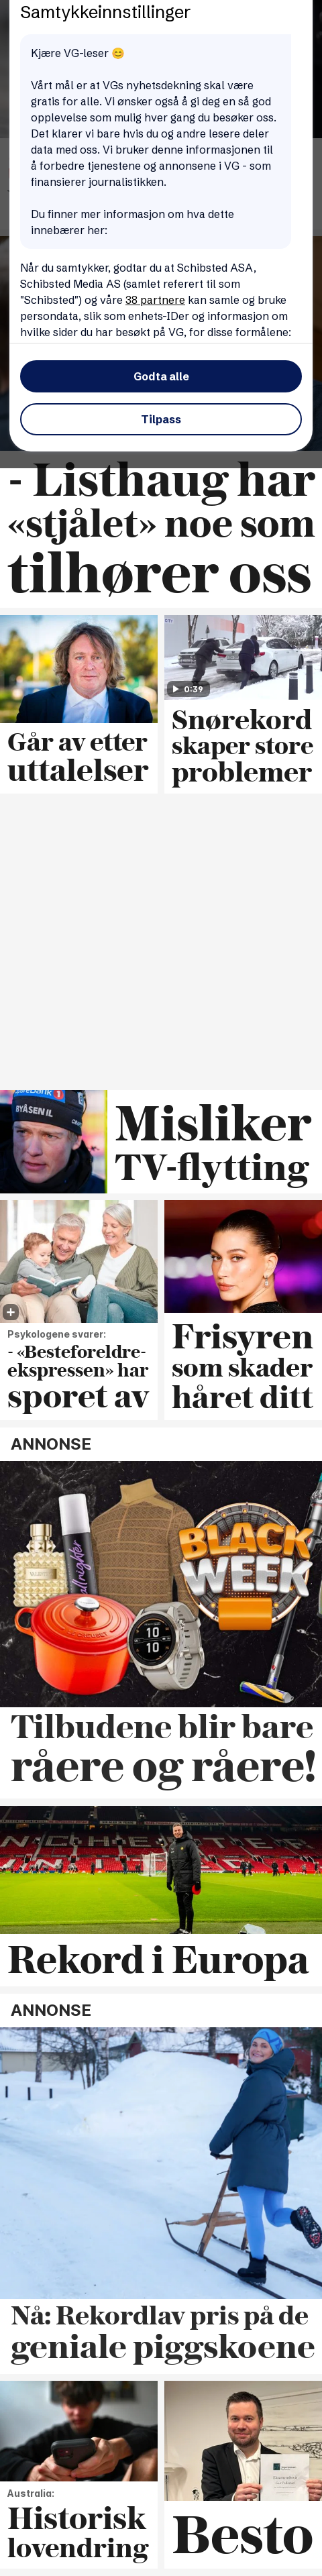 Samtykkeinnstillinger
Kjære VG-leser 😊
Vårt mål er at VGs nyhetsdekning skal være
gratis for alle. Vi ønsker også å gi deg en så god
opplevelse som mulig hver gang du besøker oss.
Det klarer vi bare hvis du og andre lesere deler
data med oss. Vi bruker denne informasjonen til
å forbedre tjenestene og annonsene i VG - som
finansierer journalistikken.
Du finner mer informasjon om hva dette
innebærer her:
Når du samtykker, godtar du at Schibsted ASA,
Schibsted Media AS (samlet referert til som
"Schibsted") og våre 38 partnere kan samle og bruke
persondata, slik som enhets-IDer og informasjon om
hvilke sider du har besøkt på VG, for disse formålene:
Godta alle
Tilpass
- Listhaug har
«stjålet» noe som
tilhører oss
Går av etter
uttalelser
0:39
Snørekord
skaper store
problemer
BYÅSEN IL
Misliker
TV-flytting
Psykologene svarer:
- «Besteforeldre-
ekspressen» har
sporet av
Frisyren
som skader
håret ditt
ANNONSE
allnighter
10
10
BLACK
WEEK
Tilbudene blir bare
råere og råere!
Rekord i Europa
ANNONSE
Nå: Rekordlav pris på de
geniale piggskoene
Australia:
Historisk
lovendring
Besto